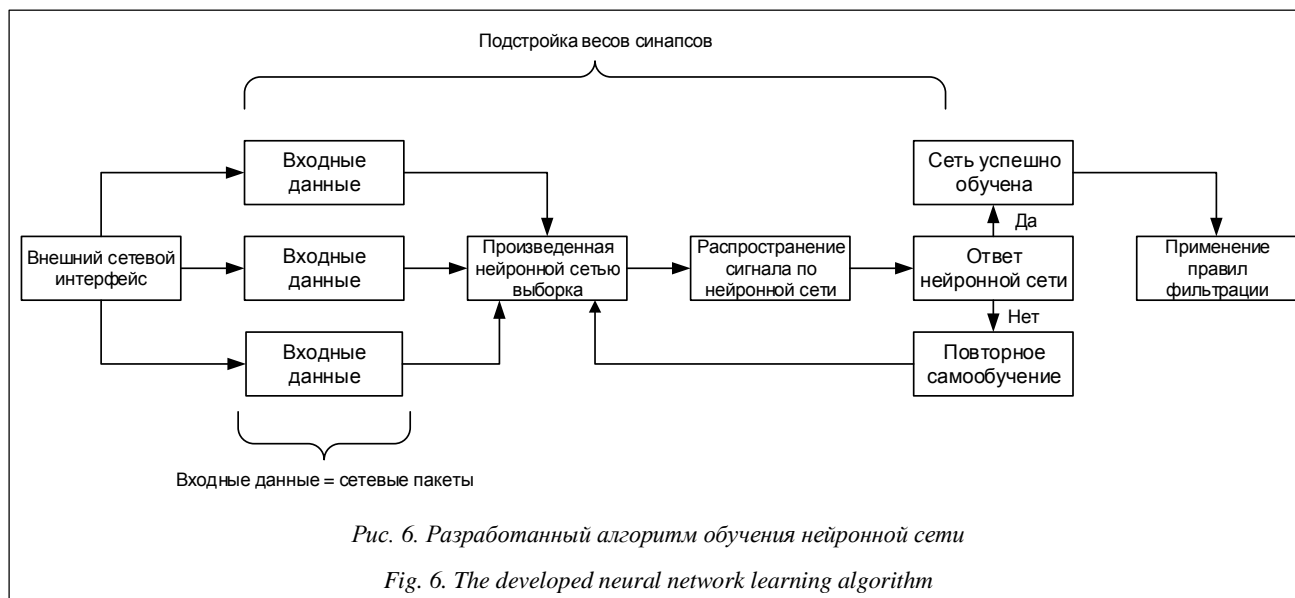 Подстройка весов синапсов
Входные
данные
Сеть успешно
обучена
Да
Внешний сетевой
интерфейс
Входные
данные
Произведенная
нейронной сетью
выборка
Распространение
сигнала по
нейронной сети
Ответ
нейронной сети
Применение
правил
фильтрации
Нет
Входные
данные
Повторное
самообучение
Входные данные = сетевые пакеты
Рис. 6. Разработанный алгоритм обучения нейронной сети
Fig. 6. The developed neural network learning algorithm